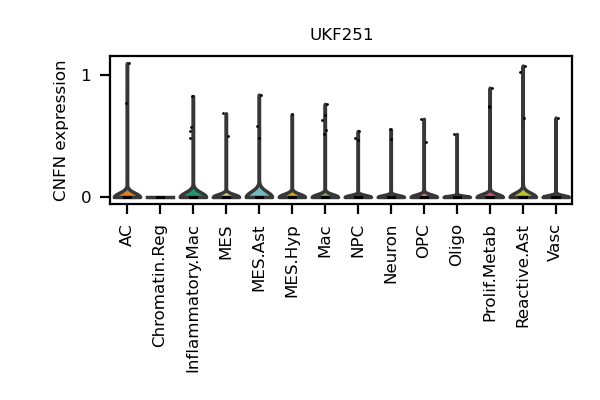 UKF251
CNFN expression
1
0
AC
Chromatin.Reg
Inflammatory.Mac
MES
MES.Ast
MES.Hyp
Mac
NPC
Neuron
OPC
Oligo
Prolif.Metab
Reactive.Ast
Vasc